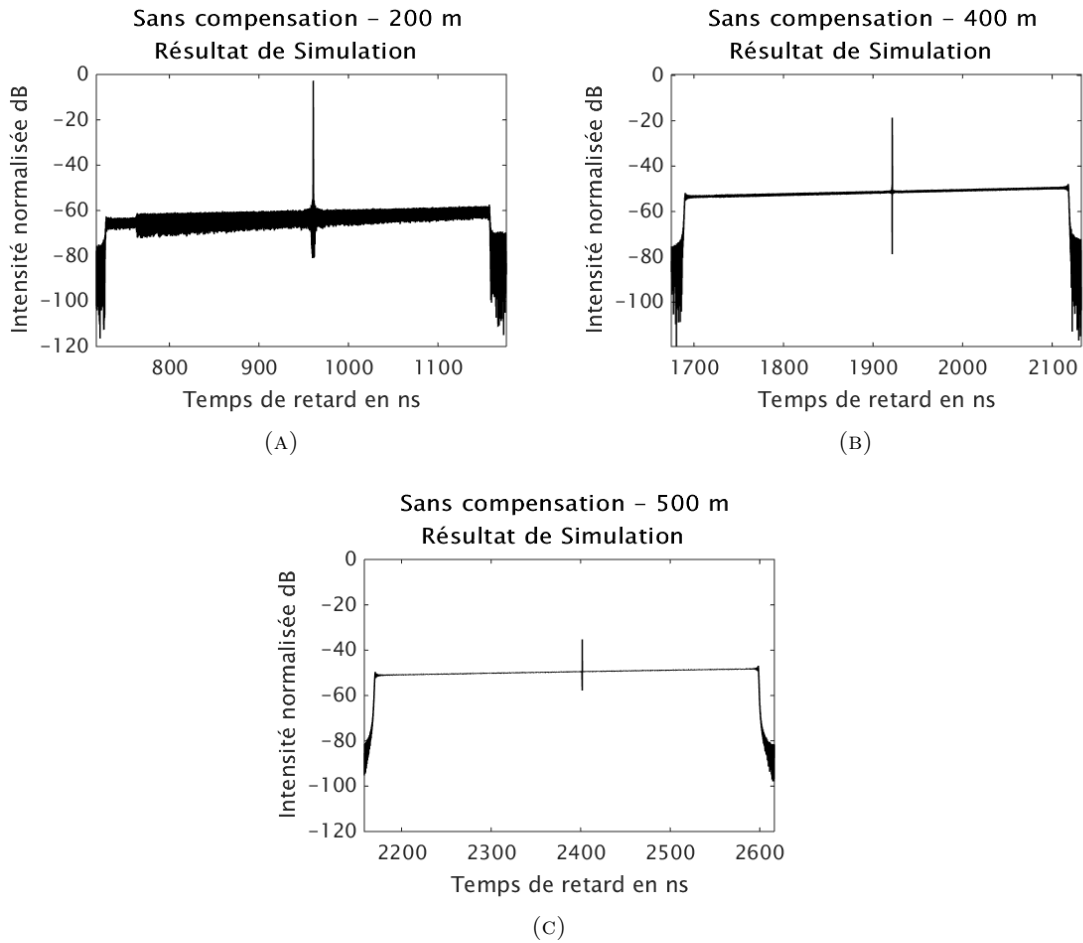 Sans compensation – 200 m
Résultat de Simulation
Intensité normalisée dB
0
−20
−40
−60
−80
−100
−120
800 900 1000 1100
Temps de retard en ns
(A)
Sans compensation – 400 m
Résultat de Simulation
Intensité normalisée dB
0
−20
−40
−60
−80
−100
1700 1800 1900 2000 2100
Temps de retard en ns
(B)
Sans compensation – 500 m
Résultat de Simulation
Intensité normalisée dB
0
−20
−40
−60
−80
−100
−120
2200 2300 2400 2500 2600
Temps de retard en ns
(C)